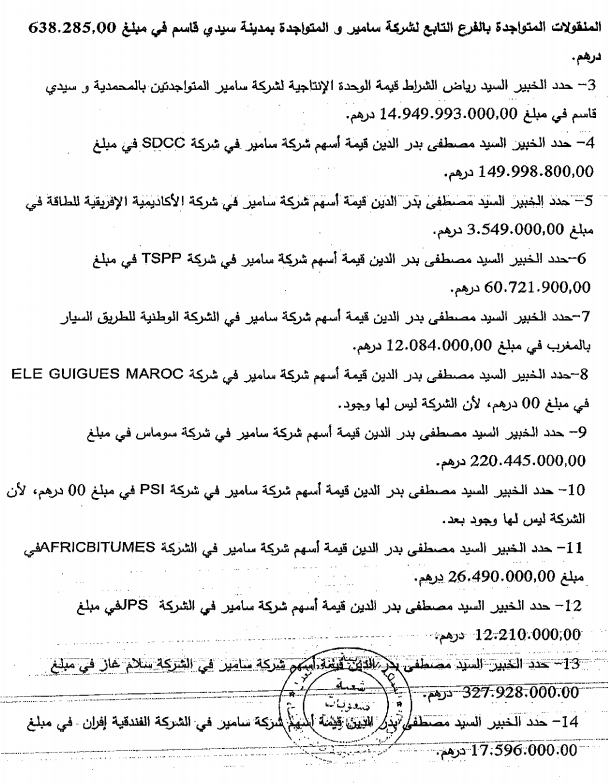 المنقولات المتواجدة بالفرع التابع لشركة سامير و المتواجدة بمدينة سيدي قاسم في مبلغ 638.285,00
درهم.
3- حدد الخبير السيد رياض الشراط قيمة الوحدة الإنتاجية لشركة سامير المتواجدتين بالمحمدية و سيدي
قاسم في مبلغ 14.949.993.000,00 درهم.
4- حدد الخبير السيد مصطفى بدر الدين قيمة أسهم شركة سامير في شركة SDCC في مبلغ
149.998.800,00 درهم.
5- حدد الخبير السيد مصطفى بدر الدين قيمة أسهم شركة سامير في شركة الأكاديمية الإفريقية للطاقة في
مبلغ 3.549.000,00 درهم.
6-حدد الخبير السيد مصطفى بدر الدين قيمة أسهم شركة سامير في شركة TSPP في مبلغ
60.721.900,00 درهم.
7-حدد الخبير السيد مصطفى بدر الدين قيمة أسهم شركة سامير في الشركة الوطنية للطريق السيار
بالمغرب في مبلغ 12.084.000,00 درهم.
8-حدد الخبير السيد مصطفى بدر الدين قيمة أسهم شركة سامير في شركة ELE GUIGUES MAROC
في مبلغ 00 درهم، لأن الشركة ليس لها وجود.
9- حدد الخبير السيد مصطفى بدر الدين قيمة أسهم شركة سامير في شركة سوماس في مبلغ
220.445.000,00 درهم.
10- حدد الخبير السيد مصطفى بدر الدين قيمة أسهم شركة سامير في شركة PSI في مبلغ 00 درهم، لأن
الشركة ليس لها وجود بعد.
11- حدد الخبير السيد مصطفى بدر الدين قيمة أسهم شركة سامير في الشركة AFRICBITUMESفي
مبلغ 26.490.000,00 درهم.
12- حدد الخبير السيد مصطفى بدر الدين قيمة أسهم شركة سامير في الشركة JPSفي مبلغ
12.210.000,00 درهم.
13- حدد الخبير السيد مصطفى بدر الدين قيمة أسهم شركة سامير في الشركة سلام غاز في مبلغ
327.928.000.00 درهم.
14- حدد الخبير السيد مصطفى بدر الدين قيمة أسهم شركة سامير في الشركة الفندقية إفران في مبلغ
17.596.000.00 درهم.
شعبة
صعوبات